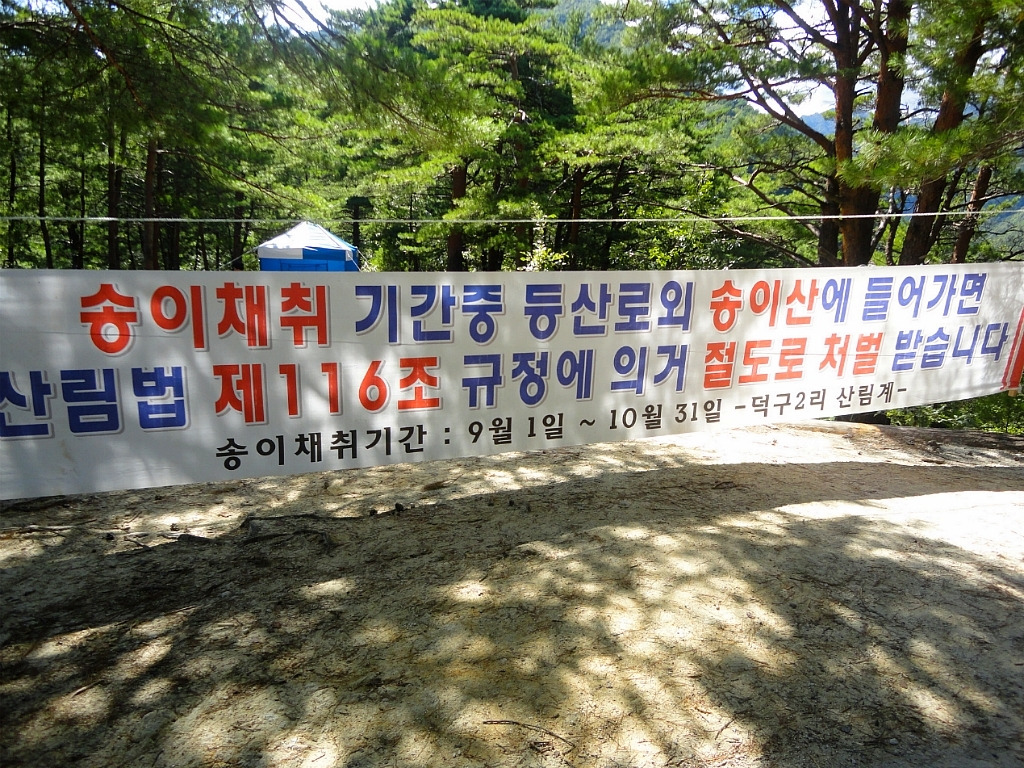 송이채취 기간중 등산로외 송이산에 들어가면
산림법 제116조 규정에 의거 절도로 처벌 받습니다
송이채취기간 : 9월 1일 ~ 10월 31일 -덕구2리 산림계-